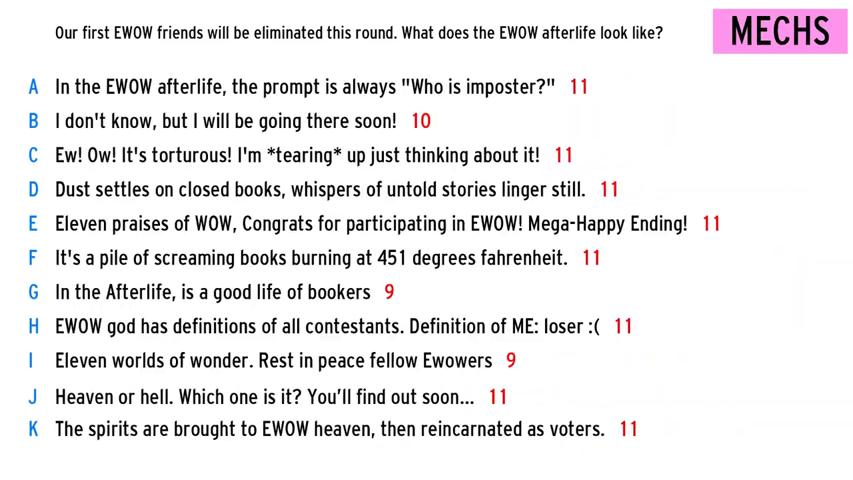 Our first EWOW friends will be eliminated this round. What does the EWOW afterlife look like?
MECHS
A In the EWOW afterlife, the prompt is always "Who is imposter?" 11
B I don't know, but I will be going there soon! 10
C Ew! Ow! It's torturous! I'm *tearing* up just thinking about it! 11
D Dust settles on closed books, whispers of untold stories linger still. 11
E Eleven praises of WOW, Congrats for participating in EWOW! Mega-Happy Ending! 11
F It's a pile of screaming books burning at 451 degrees fahrenheit. 11
G In the Afterlife, is a good life of bookers 9
H EWOW god has definitions of all contestants. Definition of ME: loser :( 11
I Eleven worlds of wonder. Rest in peace fellow Ewowers 9
J Heaven or hell. Which one is it? You’ll find out soon... 11
K The spirits are brought to EWOW heaven, then reincarnated as voters. 11